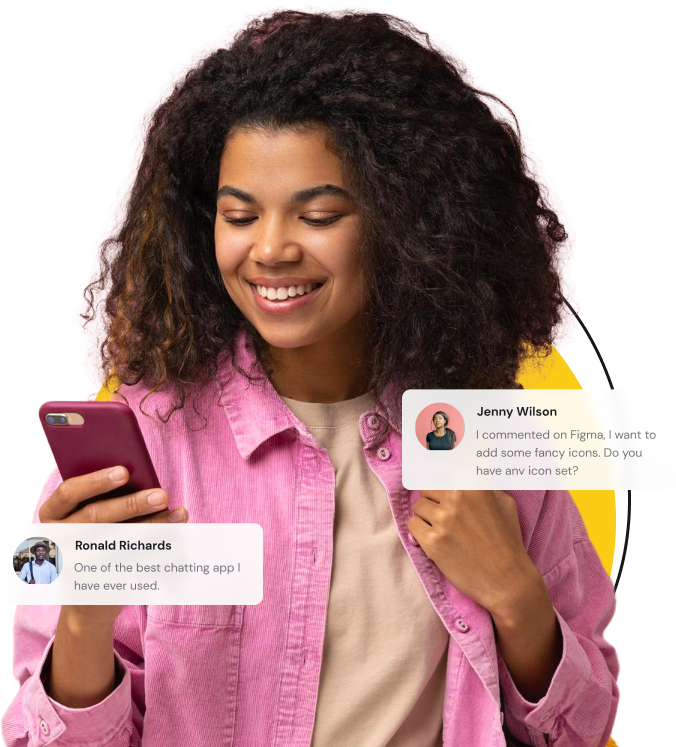 Jenny Wilson
I commented on Figma, I want to
add some fancy icons. Do you
have any icon set?
Ronald Richards
One of the best chatting app I
have ever used.